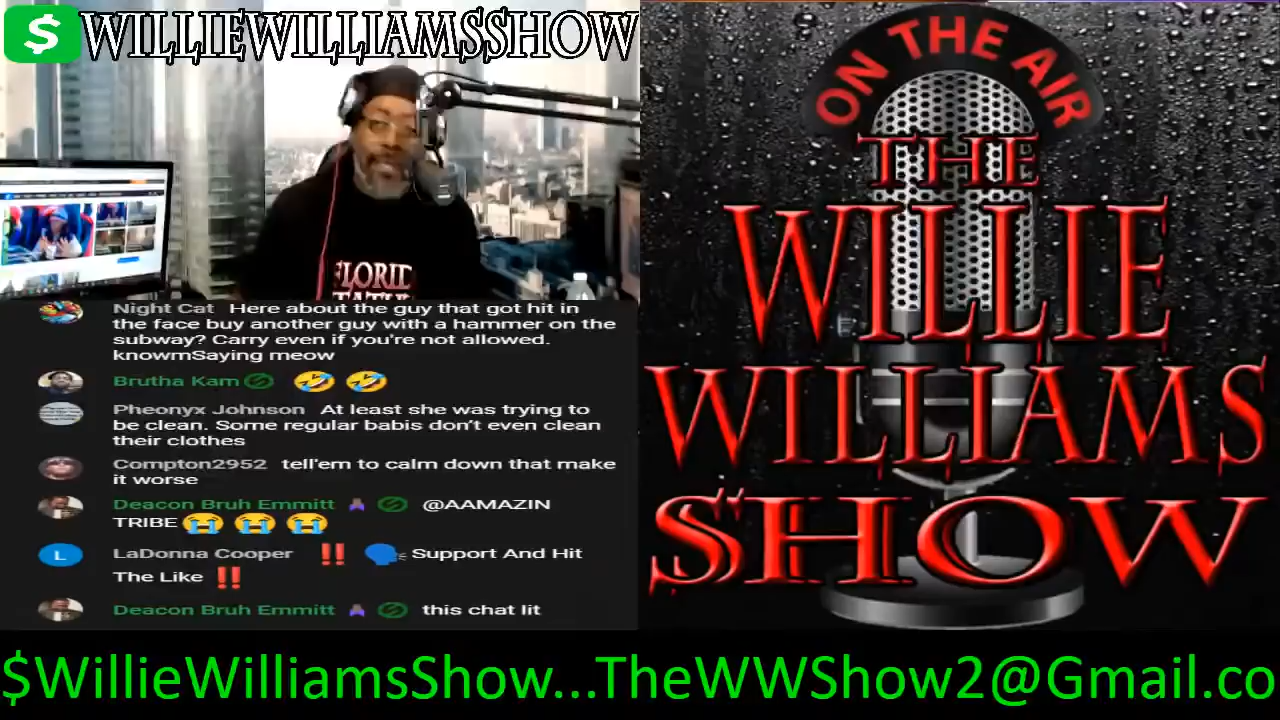 $ WILLIEWILLIAMSSHOW
FLORID
Night Cat Here about the guy that got hit in
the face buy another guy with a hammer on the
subway? Carry even if you're not allowed.
knowmSaying meow
Brutha Kam 🤣 🤣
Pheonyx Johnson At least she was trying to
be clean. Some regular babis don't even clean
their clothes
Compton2952 tell'em to calm down that make
it worse
Deacon Bruh Emmitt @AAMAZIN
TRIBE 😭 😭 😭
L LaDonna Cooper ‼️ 🗣️ Support And Hit
The Like ‼️
Deacon Bruh Emmitt this chat lit
ON THE AIR
THE
WILLIE
WILLIAMS
SHOW
$WillieWilliamsShow...TheWWShow2@Gmail.co